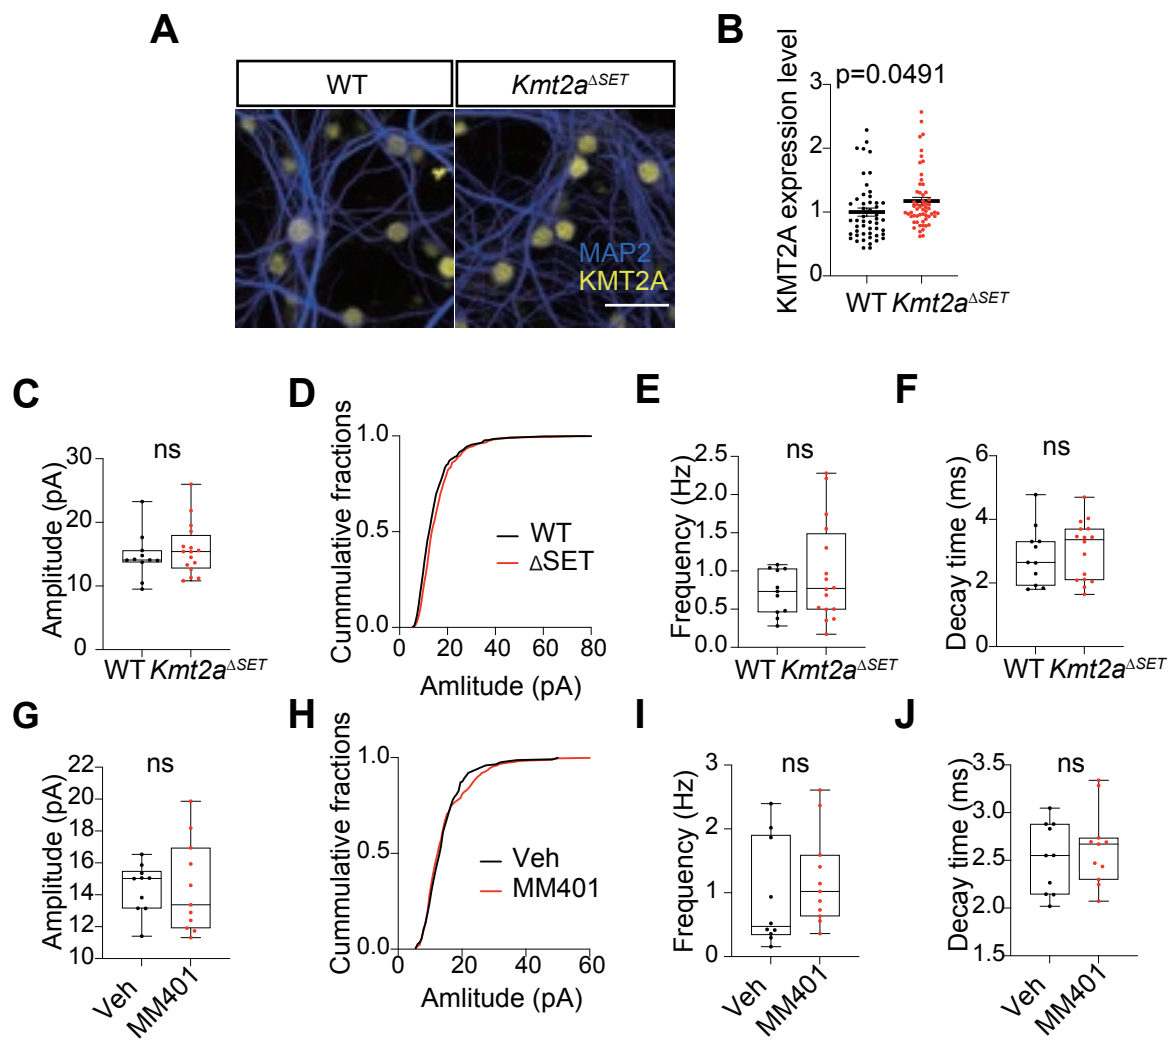 A
WT
Kmt2a^ΔSET
MAP2
KMT2A
B
p=0.0491
KMT2A expression level
3
2
1
0
WT Kmt2a^ΔSET
C
ns
Amplitude (pA)
30
20
10
0
WT Kmt2a^ΔSET
D
Cummulative fractions
1.0
0.5
0.0
WT
ΔSET
0 20 40 60 80
Amlitude (pA)
E
ns
Frequency (Hz)
2.5
2.0
1.5
1.0
0.5
0.0
WT Kmt2a^ΔSET
F
ns
Decay time (ms)
6
4
2
0
WT Kmt2a^ΔSET
G
ns
Amplitude (pA)
22
20
18
16
14
12
10
Veh
MM401
H
Cummulative fractions
1.0
0.5
0.0
Veh
MM401
0 20 40 60
Amlitude (pA)
I
ns
Frequency (Hz)
3
2
1
0
Veh
MM401
J
ns
Decay time (ms)
3.5
3.0
2.5
2.0
1.5
Veh
MM401